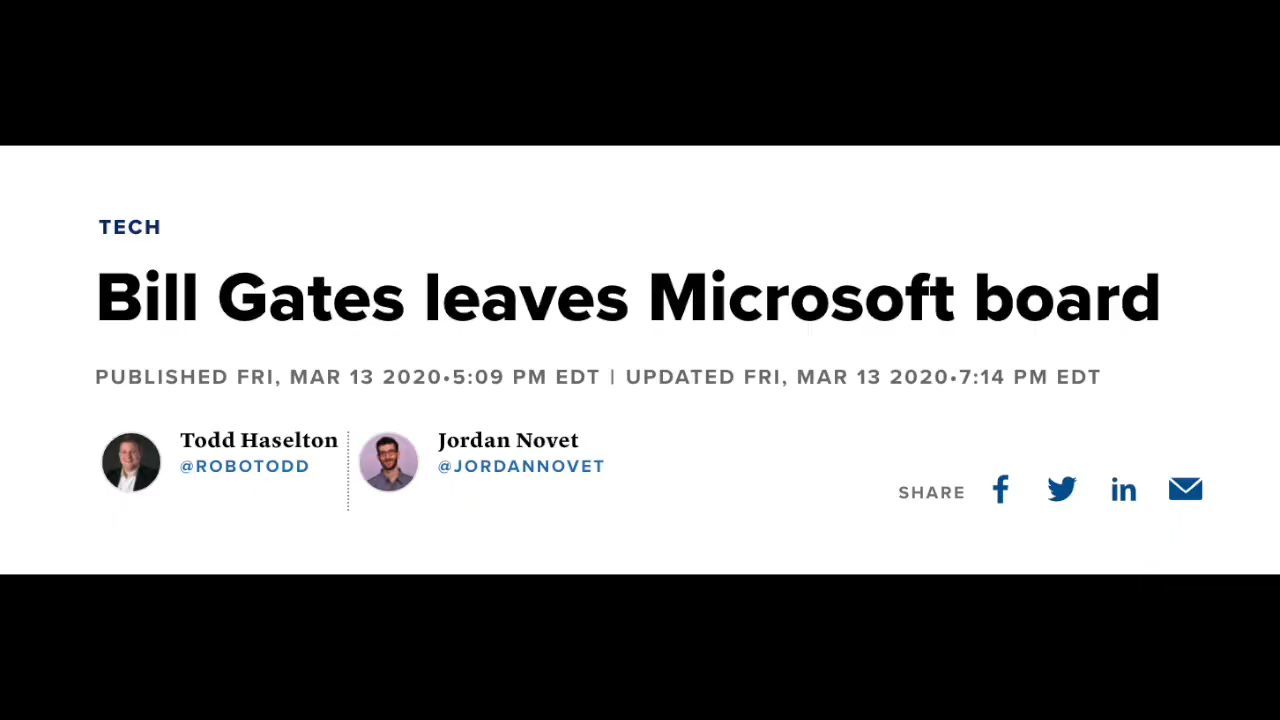 TECH
Bill Gates leaves Microsoft board
PUBLISHED FRI, MAR 13 2020•5:09 PM EDT | UPDATED FRI, MAR 13 2020•7:14 PM EDT
Todd Haselton
@ROBOTODD
Jordan Novet
@JORDANNOVET
SHARE